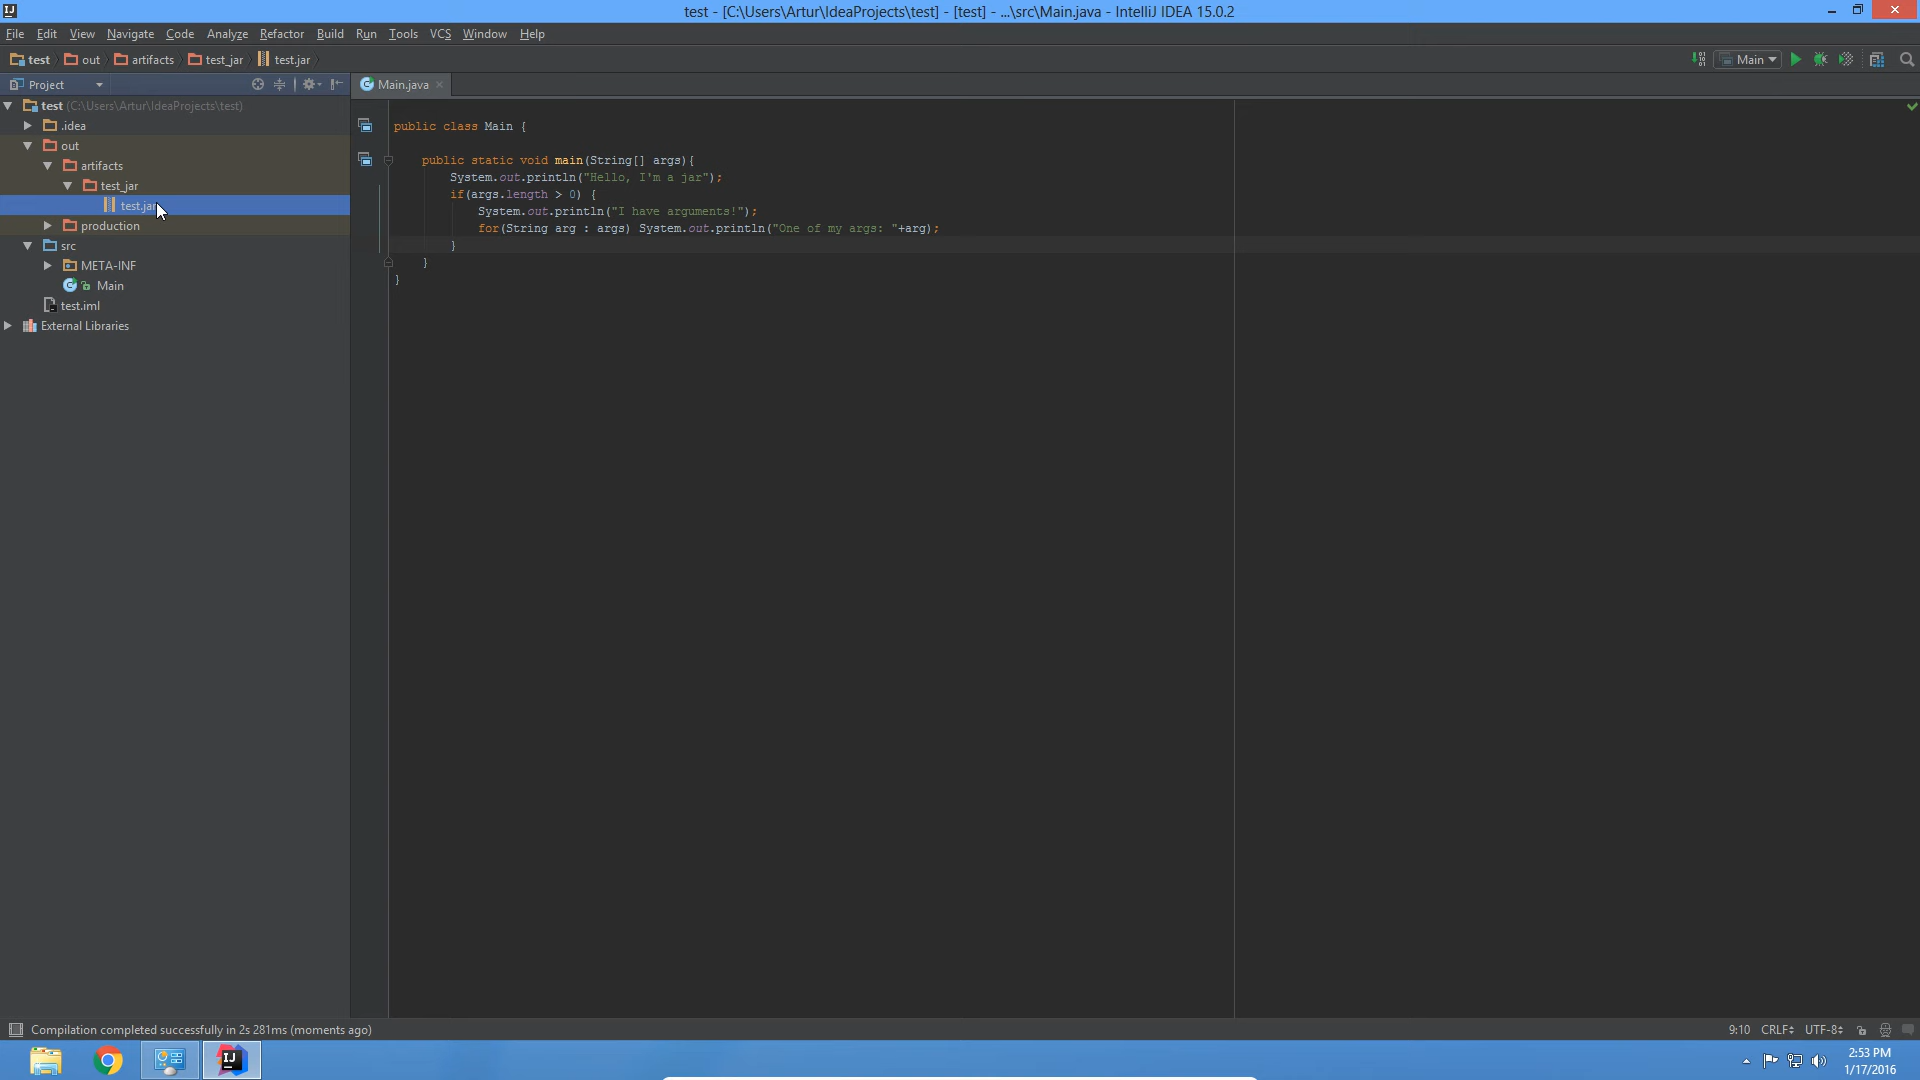 IJ test - [C:\Users\Artur\IdeaProjects\test] - [test] - ...\src\Main.java - IntelliJ IDEA 15.0.2
File Edit View Navigate Code Analyze Refactor Build Run Tools VCS Window Help
test out artifacts test_jar test.jar Main
Project Main.java
test (C:\Users\Artur\IdeaProjects\test)
.idea
out
artifacts
test_jar
test.jar
production
src
META-INF
Main
test.iml
External Libraries
public class Main {
public static void main(String[] args){
System.out.println("Hello, I'm a jar");
if(args.length > 0) {
System.out.println("I have arguments!");
for(String arg : args) System.out.println("One of my args: "+arg);
}
}
}
Compilation completed successfully in 2s 281ms (moments ago) 9:10 CRLF UTF-8
IJ
2:53 PM
1/17/2016